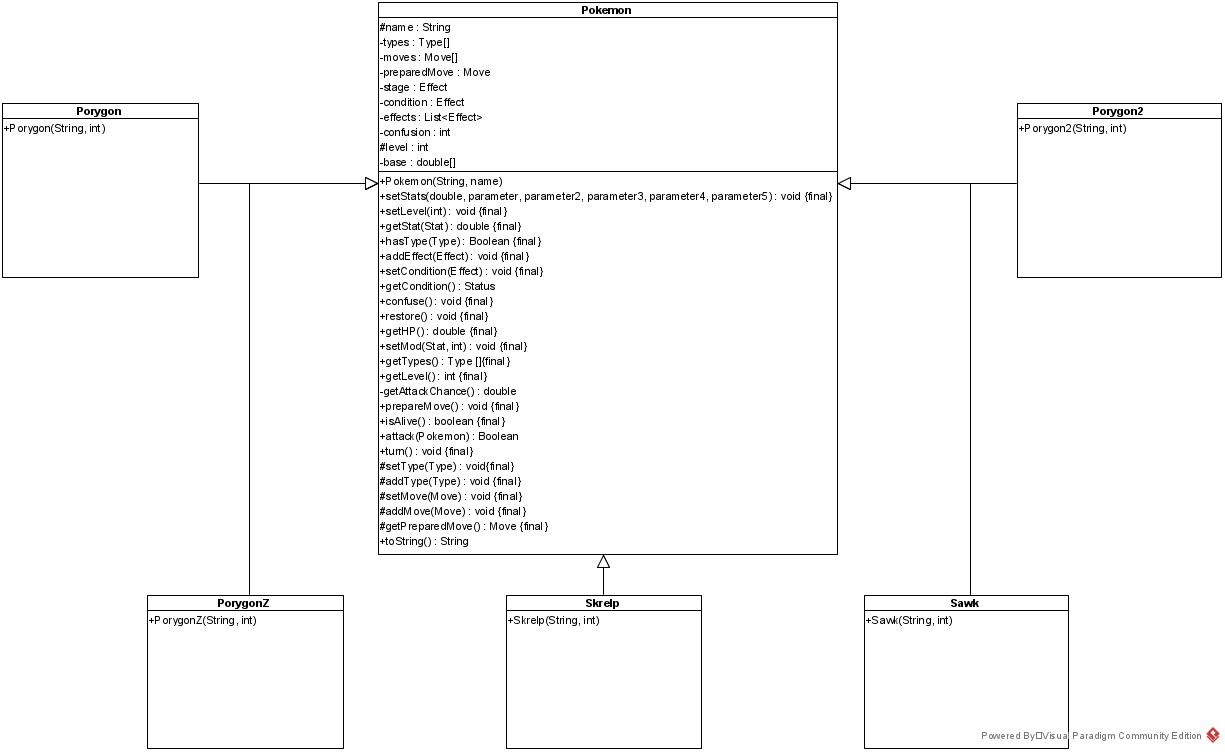 Pokemon
#name : String
-types : Type[]
-moves : Move[]
-preparedMove : Move
-stage : Effect
-condition : Effect
-effects : List<Effect>
-confusion : int
#level : int
-base : double[]
+Pokemon(String, name)
+setStats(double, parameter, parameter2, parameter3, parameter4, parameter5) : void {final}
+setLevel(int) : void {final}
+getStat(Stat) : double {final}
+hasType(Type) : Boolean {final}
+addEffect(Effect) : void {final}
+setCondition(Effect) : void {final}
+getCondition() : Status
+confuse() : void {final}
+restore() : void {final}
+getHP() : double {final}
+setMod(Stat, int) : void {final}
+getTypes() : Type []{final}
+getLevel() : int {final}
-getAttackChance() : double
+prepareMove() : void {final}
+isAlive() : boolean {final}
+attack(Pokemon) : Boolean
+turn() : void {final}
#setType(Type) : void{final}
#addType(Type) : void {final}
#setMove(Move) : void {final}
#addMove(Move) : void {final}
#getPreparedMove() : Move {final}
+toString() : String
Porygon
+Porygon(String, int)
Porygon2
+Porygon2(String, int)
PorygonZ
+PorygonZ(String, int)
Skrelp
+Skrelp(String, int)
Sawk
+Sawk(String, int)
Powered By□Visual Paradigm Community Edition